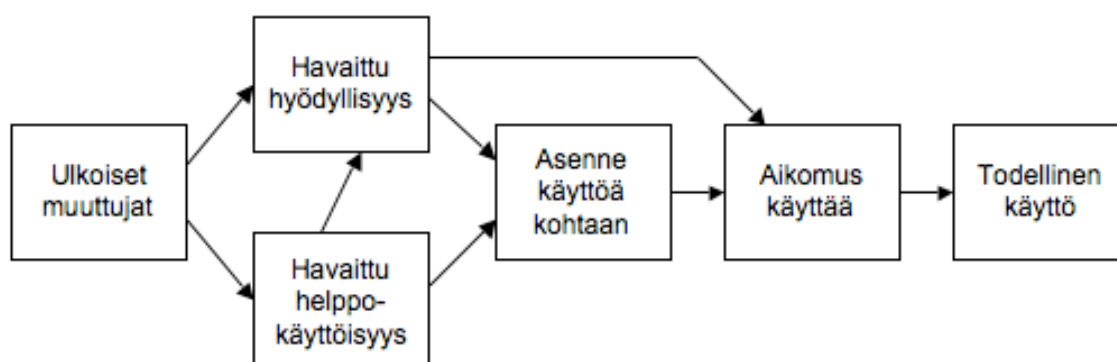 Havaittu
hyödyllisyys
Ulkoiset
muuttujat
Havaittu
helppo-
käyttöisyys
Asenne
käyttöä
kohtaan
Aikomus
käyttää
Todellinen
käyttö